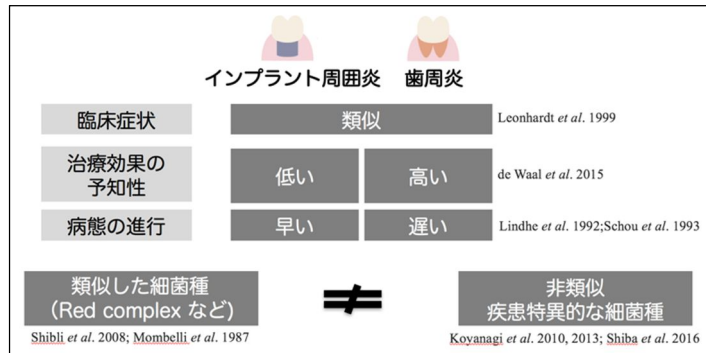 インプラント周囲炎 歯周炎
臨床症状 類似 Leonhardt et al. 1999
治療効果の
予知性 低い 高い de Waal et al. 2015
病態の進行 早い 遅い Lindhe et al. 1992;Schou et al. 1993
類似した細菌種
(Red complex など)
≠
非類似
疾患特異的な細菌種
Shibli et al. 2008; Mombelli et al. 1987
Koyanagi et al. 2010, 2013; Shiba et al. 2016